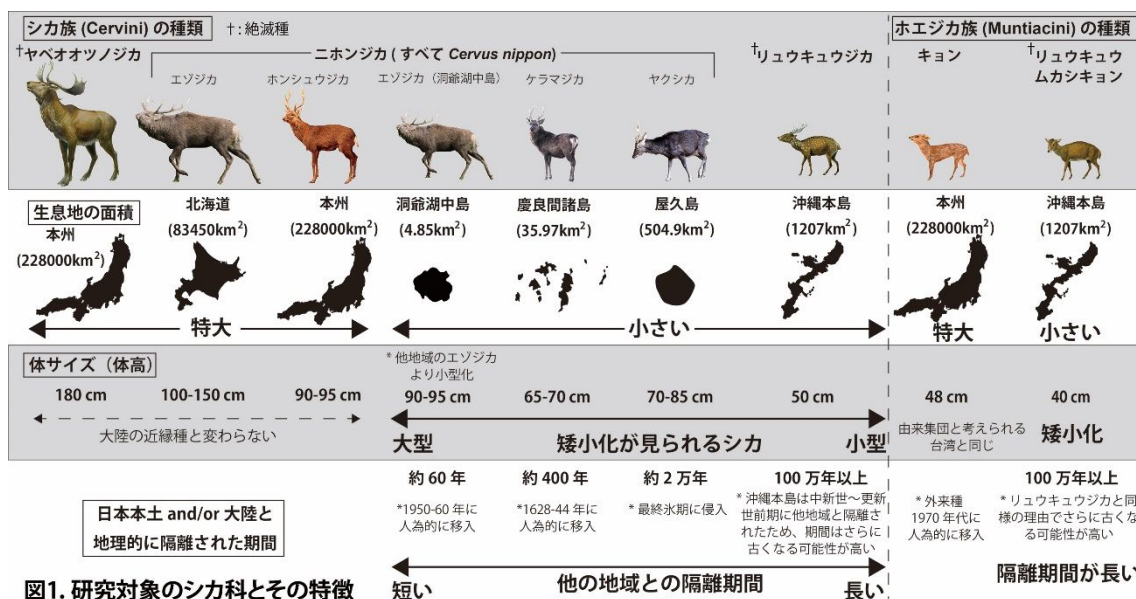 シカ族 (Cervini) の種類
†：絶滅種
ホエジカ族 (Muntiacini) の種類
†ヤベオオツノジカ
ニホンジカ ( すべて Cervus nippon)
†リュウキュウジカ
キョン
†リュウキュウ
ムカシキョン
エゾジカ
ホンシュウジカ
エゾジカ（洞爺湖中島）
ケラマジカ
ヤクシカ
生息地の面積
本州
(228000km²)
北海道
(83450km²)
本州
(228000km²)
洞爺湖中島
(4.85km²)
慶良間諸島
(35.97km²)
屋久島
(504.9km²)
沖縄本島
(1207km²)
本州
(228000km²)
沖縄本島
(1207km²)
特大
小さい
特大
小さい
体サイズ（体高）
* 他地域のエゾジカ
より小型化
180 cm
100-150 cm
90-95 cm
90-95 cm
65-70 cm
70-85 cm
50 cm
48 cm
40 cm
大陸の近縁種と変わらない
大型
矮小化が見られるシカ
小型
由来集団と考えられる
台湾と同じ
矮小化
日本本土 and/or 大陸と
地理的に隔離された期間
約 60 年
*1950-60 年に
人為的に移入
約 400 年
*1628-44 年に
人為的に移入
約 2 万年
* 最終氷期に侵入
100 万年以上
* 沖縄本島は中新世～更新
世前期に他地域と隔離さ
れたため、期間はさらに
古くなる可能性が高い
* 外来種
1970 年代に
人為的に移入
100 万年以上
* リュウキュウジカと同
様の理由でさらに古くな
る可能性が高い
短い
他の地域との隔離期間
長い
隔離期間が長い
図1. 研究対象のシカ科とその特徴